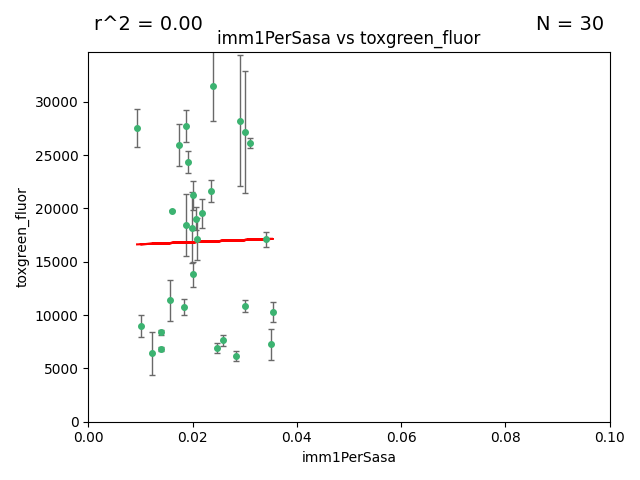 r^2 = 0.00
N = 30
imm1PerSasa vs toxgreen_fluor
toxgreen_fluor
30000
25000
20000
15000
10000
5000
0
0.00
0.02
0.04
0.06
0.08
0.10
imm1PerSasa